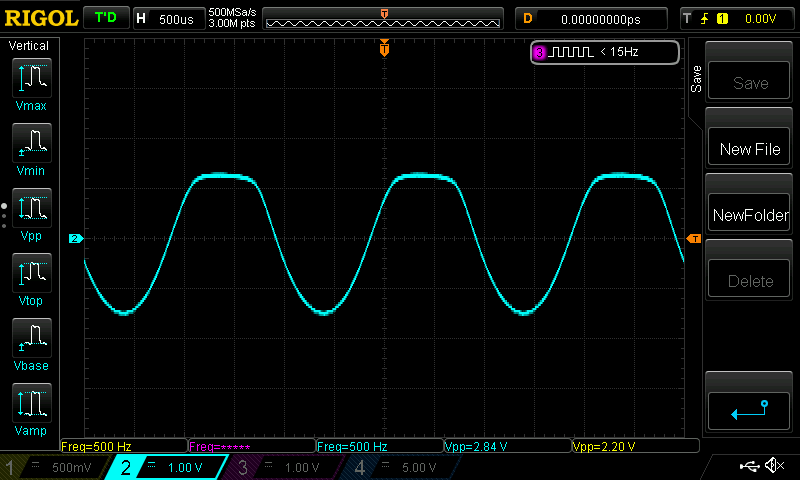 RIGOL T'D H 500us 500MSa/s 3.00M pts T D 0.00000000ps T 1 0.00V
Vertical
T
3 < 15Hz
Save
Save
Vmax
New File
Vmin
NewFolder
Vpp
2
T
Delete
Vtop
Vbase
Vamp
Freq=500 Hz Freq=***** Freq=500 Hz Vpp=2.84 V Vpp=2.20 V
1 500mV 2 1.00 V 3 1.00 V 4 5.00 V